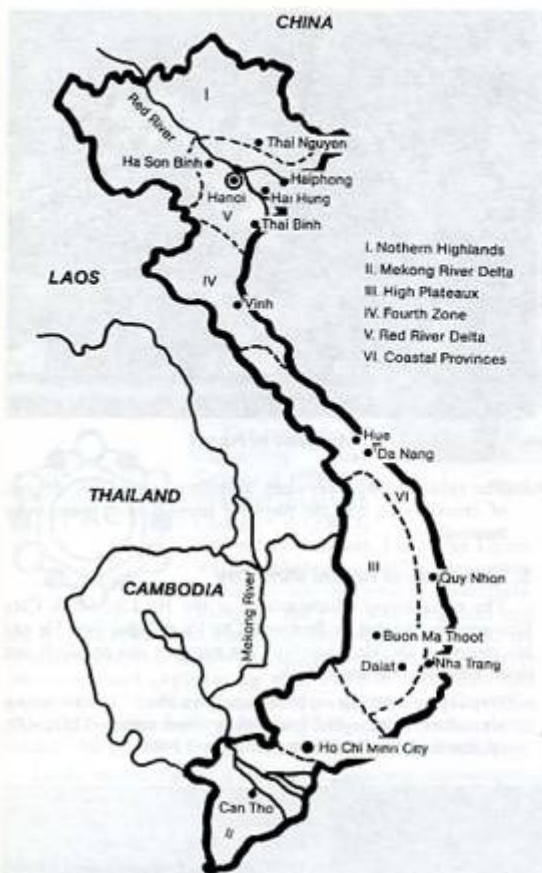 CHINA
I
Red River
Thai Nguyen
Ha Son Binh
Haiphong
Hanoi
Hai Hung
V
Thai Binh
I. Nothern Highlands
II. Mekong River Delta
III. High Plateaux
IV. Fourth Zone
V. Red River Delta
VI. Coastal Provinces
LAOS
IV
Vinh
Hue
Da Nang
THAILAND
VI
CAMBODIA
Mekong River
III
Quy Nhon
Buon Ma Thoot
Dalat
Nha Trang
Ho Chi Minh City
Can Tho
II